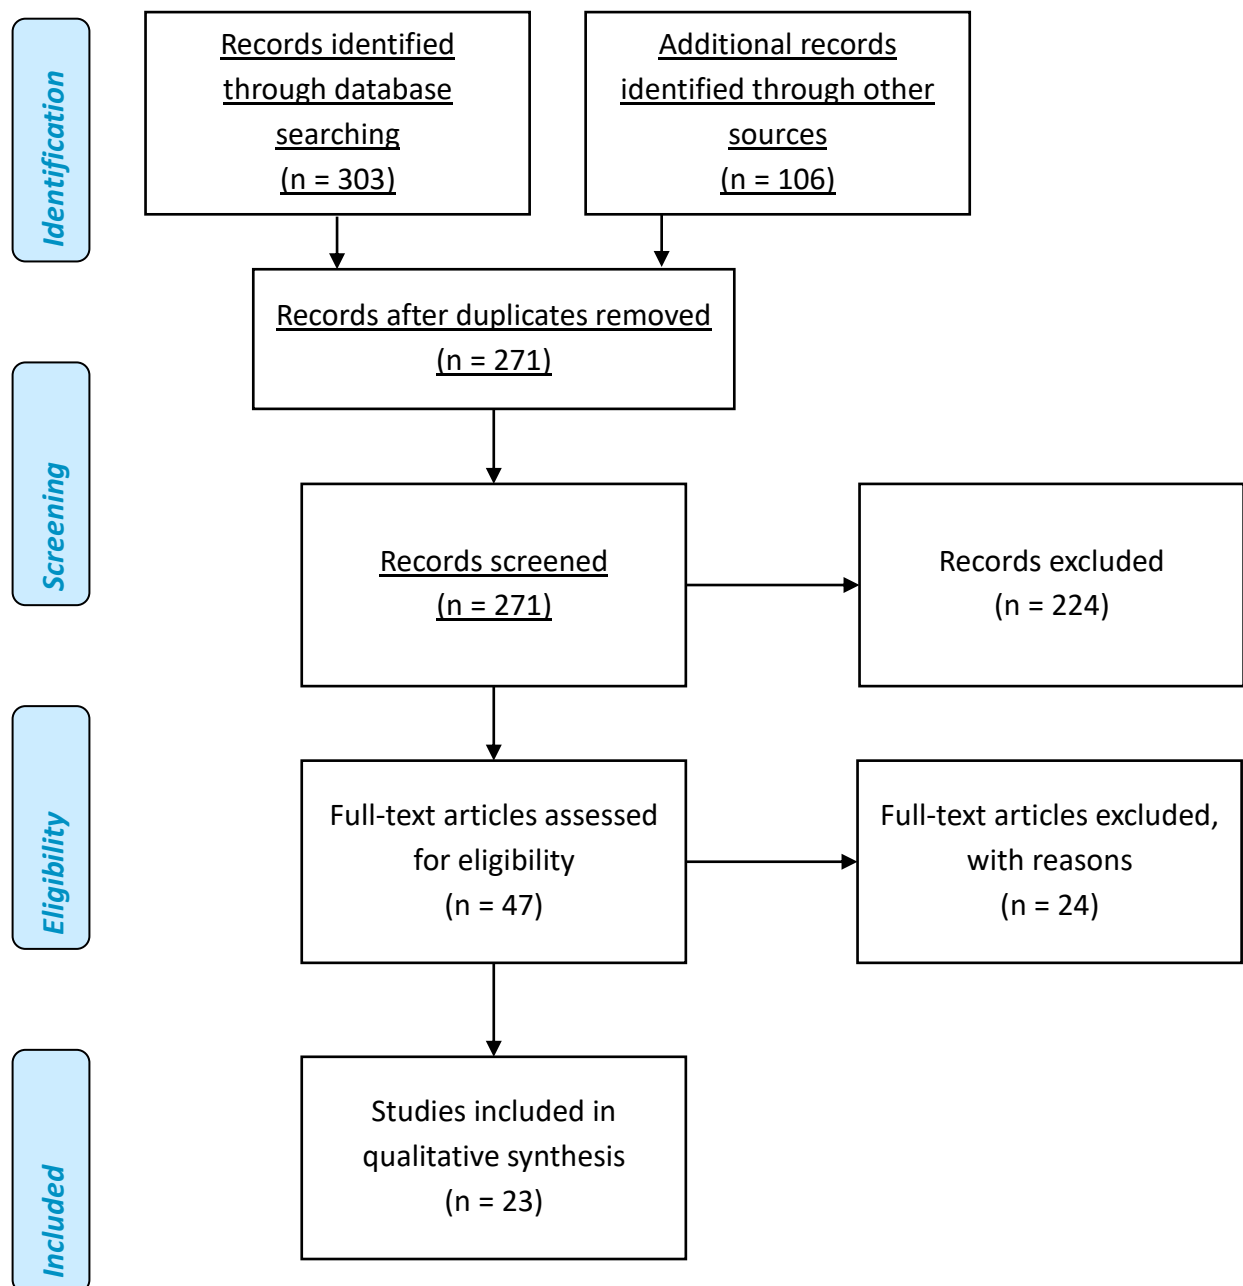 Identification
Records identified
through database
searching
(n = 303)
Additional records
identified through other
sources
(n = 106)
Records after duplicates removed
(n = 271)
Screening
Records screened
(n = 271)
Records excluded
(n = 224)
Eligibility
Full-text articles assessed
for eligibility
(n = 47)
Full-text articles excluded,
with reasons
(n = 24)
Included
Studies included in
qualitative synthesis
(n = 23)